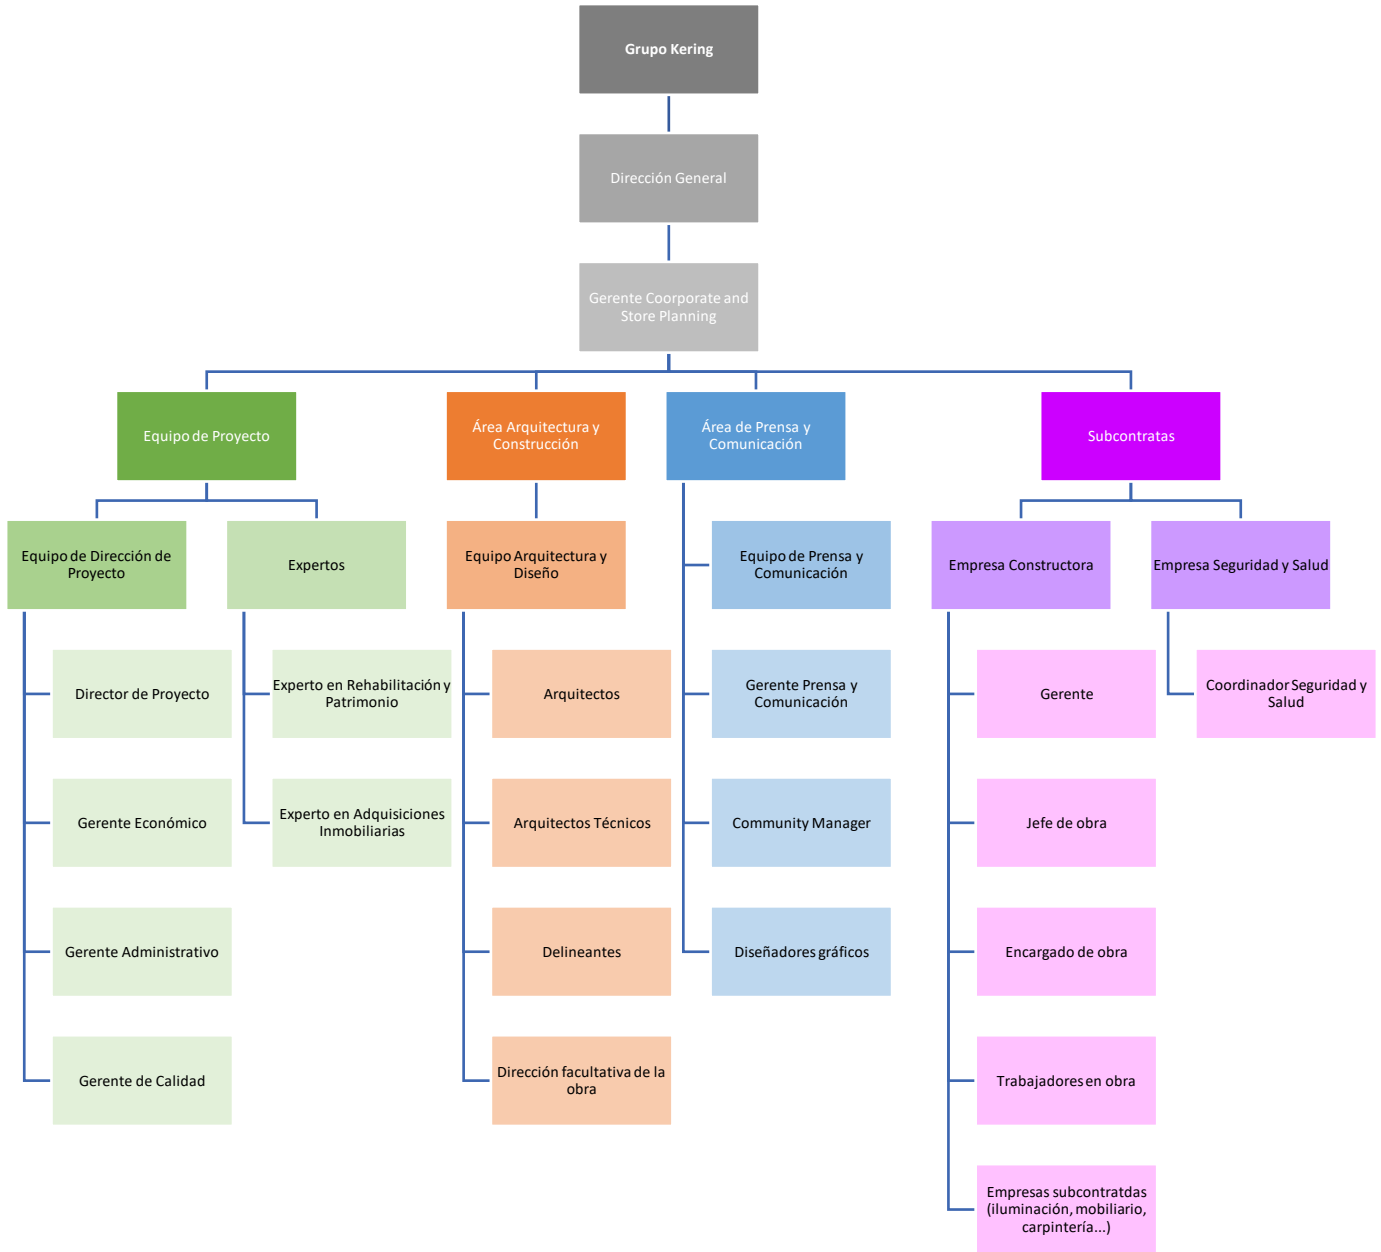 Grupo Kering
Dirección General
Gerente Coorporate and
Store Planning
Equipo de Proyecto
Área Arquitectura y
Construcción
Área de Prensa y
Comunicación
Subcontratas
Equipo de Dirección de
Proyecto
Expertos
Equipo Arquitectura y
Diseño
Equipo de Prensa y
Comunicación
Empresa Constructora
Empresa Seguridad y Salud
Director de Proyecto
Experto en Rehabilitación y
Patrimonio
Arquitectos
Gerente Prensa y
Comunicación
Gerente
Coordinador Seguridad y
Salud
Gerente Económico
Experto en Adquisiciones
Inmobiliarias
Arquitectos Técnicos
Community Manager
Jefe de obra
Gerente Administrativo
Delineantes
Diseñadores gráficos
Encargado de obra
Gerente de Calidad
Dirección facultativa de la
obra
Trabajadores en obra
Empresas subcontratdas
(iluminación, mobiliario,
carpintería...)